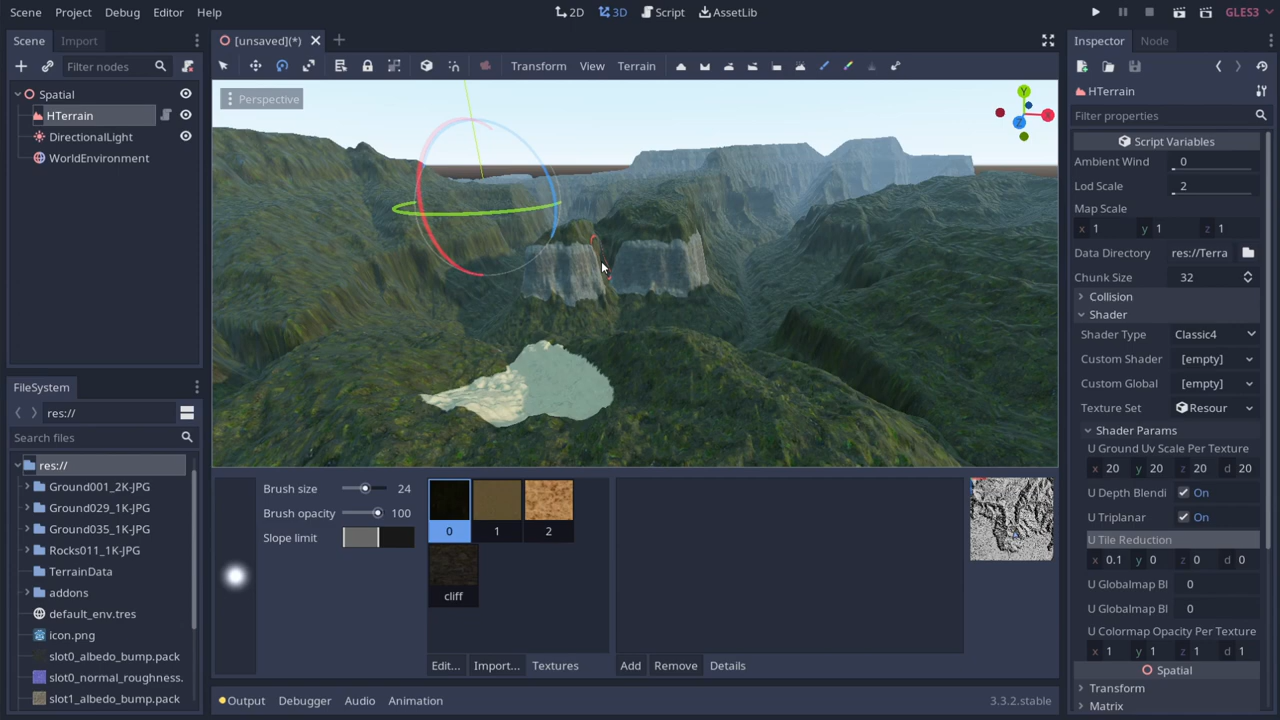 Scene Project Debug Editor Help 2D 3D Script AssetLib GLES3
Scene Import [unsaved](*) Inspector Node
Filter nodes Transform View Terrain
Spatial Perspective HTerrain
HTerrain Filter properties
DirectionalLight Script Variables
WorldEnvironment Ambient Wind 0
Lod Scale 2
Map Scale
x 1 y 1 z 1
Data Directory res://Terra
Chunk Size 32
Collision
Shader
Shader Type Classic4
Custom Shader [empty]
Custom Global [empty]
Texture Set Resour
Shader Params
U Ground Uv Scale Per Texture
x 20 y 20 z 20 d 20
U Depth Blendi On
U Triplanar On
U Tile Reduction
x 0.1 y 0 z 0 d 0
U Globalmap Bl 0
U Globalmap Bl 0
U Colormap Opacity Per Texture
x 1 y 1 z 1 d 1
Spatial
Transform
Matrix
Y
X
Z
FileSystem
res://
Search files
res://
Ground001_2K-JPG
Ground029_1K-JPG
Ground035_1K-JPG
Rocks011_1K-JPG
TerrainData
addons
default_env.tres
icon.png
slot0_albedo_bump.pack
slot0_normal_roughness.
slot1_albedo_bump.pack
Brush size 24
Brush opacity 100
Slope limit
0 1 2
cliff
Edit... Import... Textures Add Remove Details
Output Debugger Audio Animation 3.3.2.stable